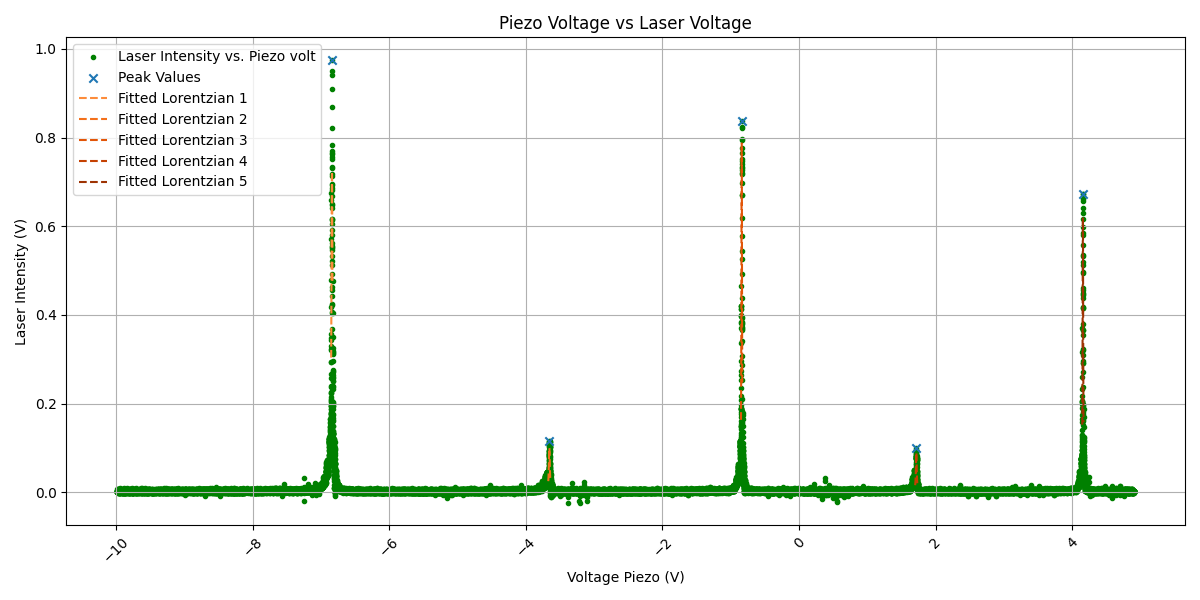 Piezo Voltage vs Laser Voltage
Laser Intensity vs. Piezo volt
Peak Values
Fitted Lorentzian 1
Fitted Lorentzian 2
Fitted Lorentzian 3
Fitted Lorentzian 4
Fitted Lorentzian 5
1.0
0.8
0.6
0.4
0.2
0.0
Laser Intensity (V)
−10 −8 −6 −4 −2 0 2 4
Voltage Piezo (V)